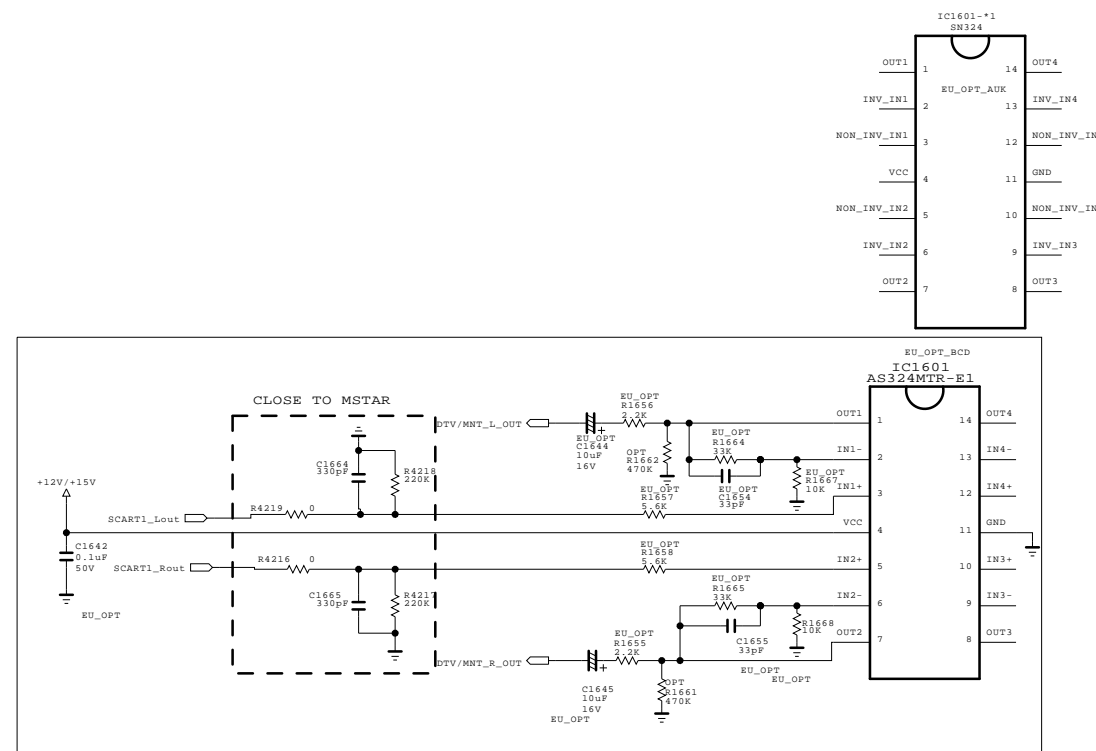 IC1601-*1
SN324
OUT1
1
14
OUT4
EU_OPT_AUK
INV_IN1
2
13
INV_IN4
NON_INV_IN1
3
12
NON_INV_IN
VCC
4
11
GND
NON_INV_IN2
5
10
NON_INV_IN
INV_IN2
6
9
INV_IN3
OUT2
7
8
OUT3
EU_OPT_BCD
IC1601
AS324MTR-E1
CLOSE TO MSTAR
DTV/MNT_L_OUT
EU_OPT
C1644
10uF
16V
EU_OPT
R1656
2.2K
OPT
R1662
470K
EU_OPT
R1664
33K
EU_OPT
C1654
33pF
EU_OPT
R1667
10K
EU_OPT
R1657
5.6K
OUT1
1
14
OUT4
IN1-
2
13
IN4-
IN1+
3
12
IN4+
VCC
4
11
GND
IN2+
5
10
IN3+
IN2-
6
9
IN3-
OUT2
7
8
OUT3
+12V/+15V
C1642
0.1uF
50V
EU_OPT
SCART1_Lout
R4219
0
C1664
330pF
R4218
220K
SCART1_Rout
R4216
0
C1665
330pF
R4217
220K
EU_OPT
R1658
5.6K
EU_OPT
R1665
33K
C1655
33pF
EU_OPT
R1668
10K
EU_OPT
DTV/MNT_R_OUT
EU_OPT
R1655
2.2K
C1645
10uF
16V
EU_OPT
OPT
R1661
470K